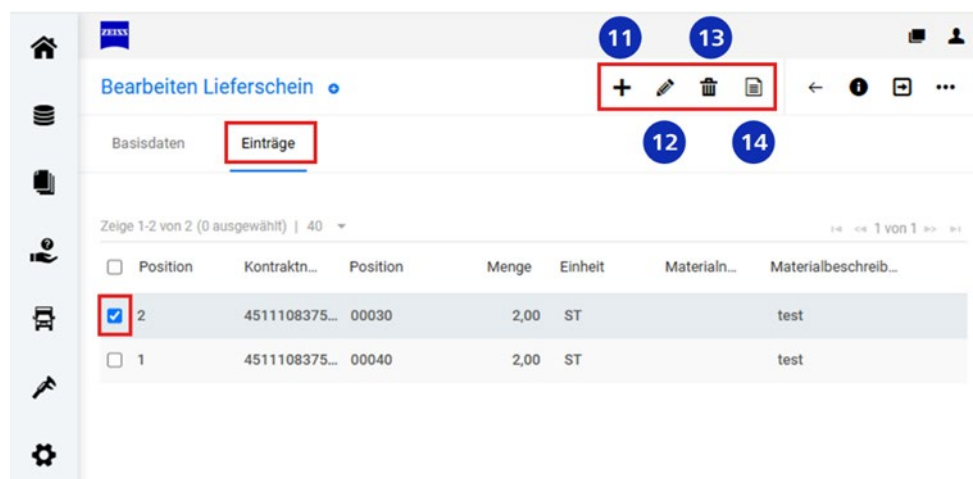 ZEISS
11 13
Bearbeiten Lieferschein
12 14
Basisdaten Einträge
Zeige 1-2 von 2 (0 ausgewählt) | 40
1 von 1
Position Kontraktn... Position Menge Einheit Materialn... Materialbeschreib...
2 4511108375... 00030 2,00 ST test
1 4511108375... 00040 2,00 ST test